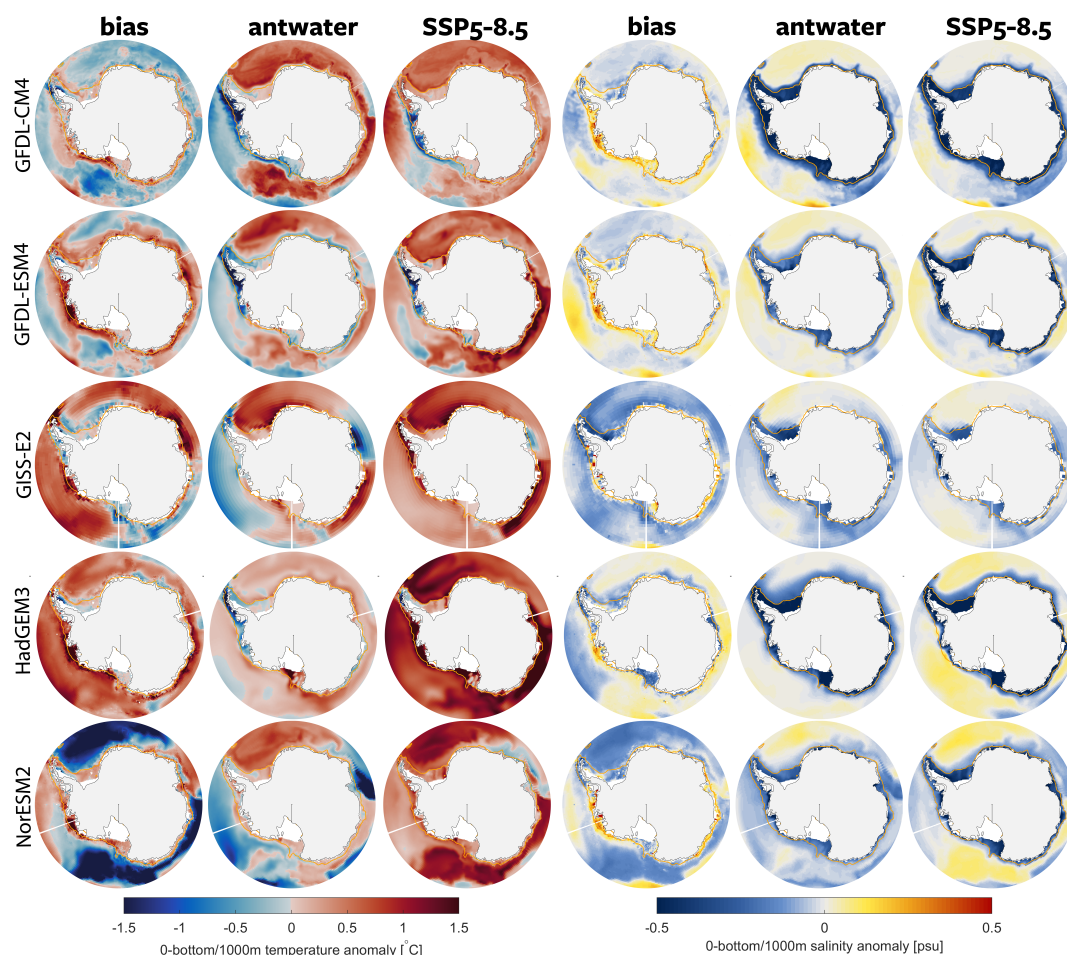 bias antwater SSP5-8.5 bias antwater SSP5-8.5
GFDL-CM4
GFDL-ESM4
GISS-E2
HadGEM3
NorESM2
-1.5 -1 -0.5 0 0.5 1 1.5
0-bottom/1000m temperature anomaly [°C]
-0.5 0 0.5
0-bottom/1000m salinity anomaly [psu]